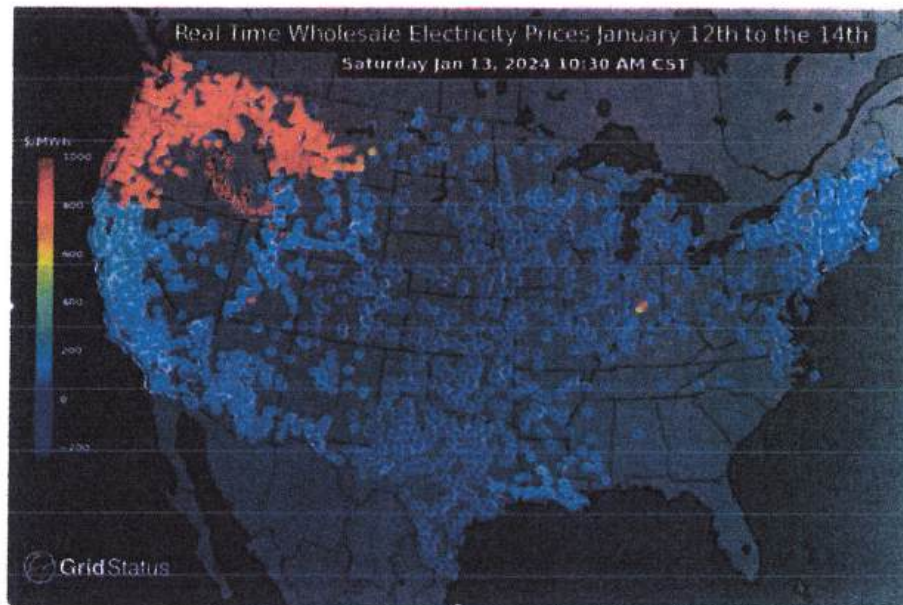 Real Time Wholesale Electricity Prices January 12th to the 14th
Saturday Jan 13, 2024 10:30 AM CST
$/MWh
1000
800
600
400
200
0
-200
GridStatus